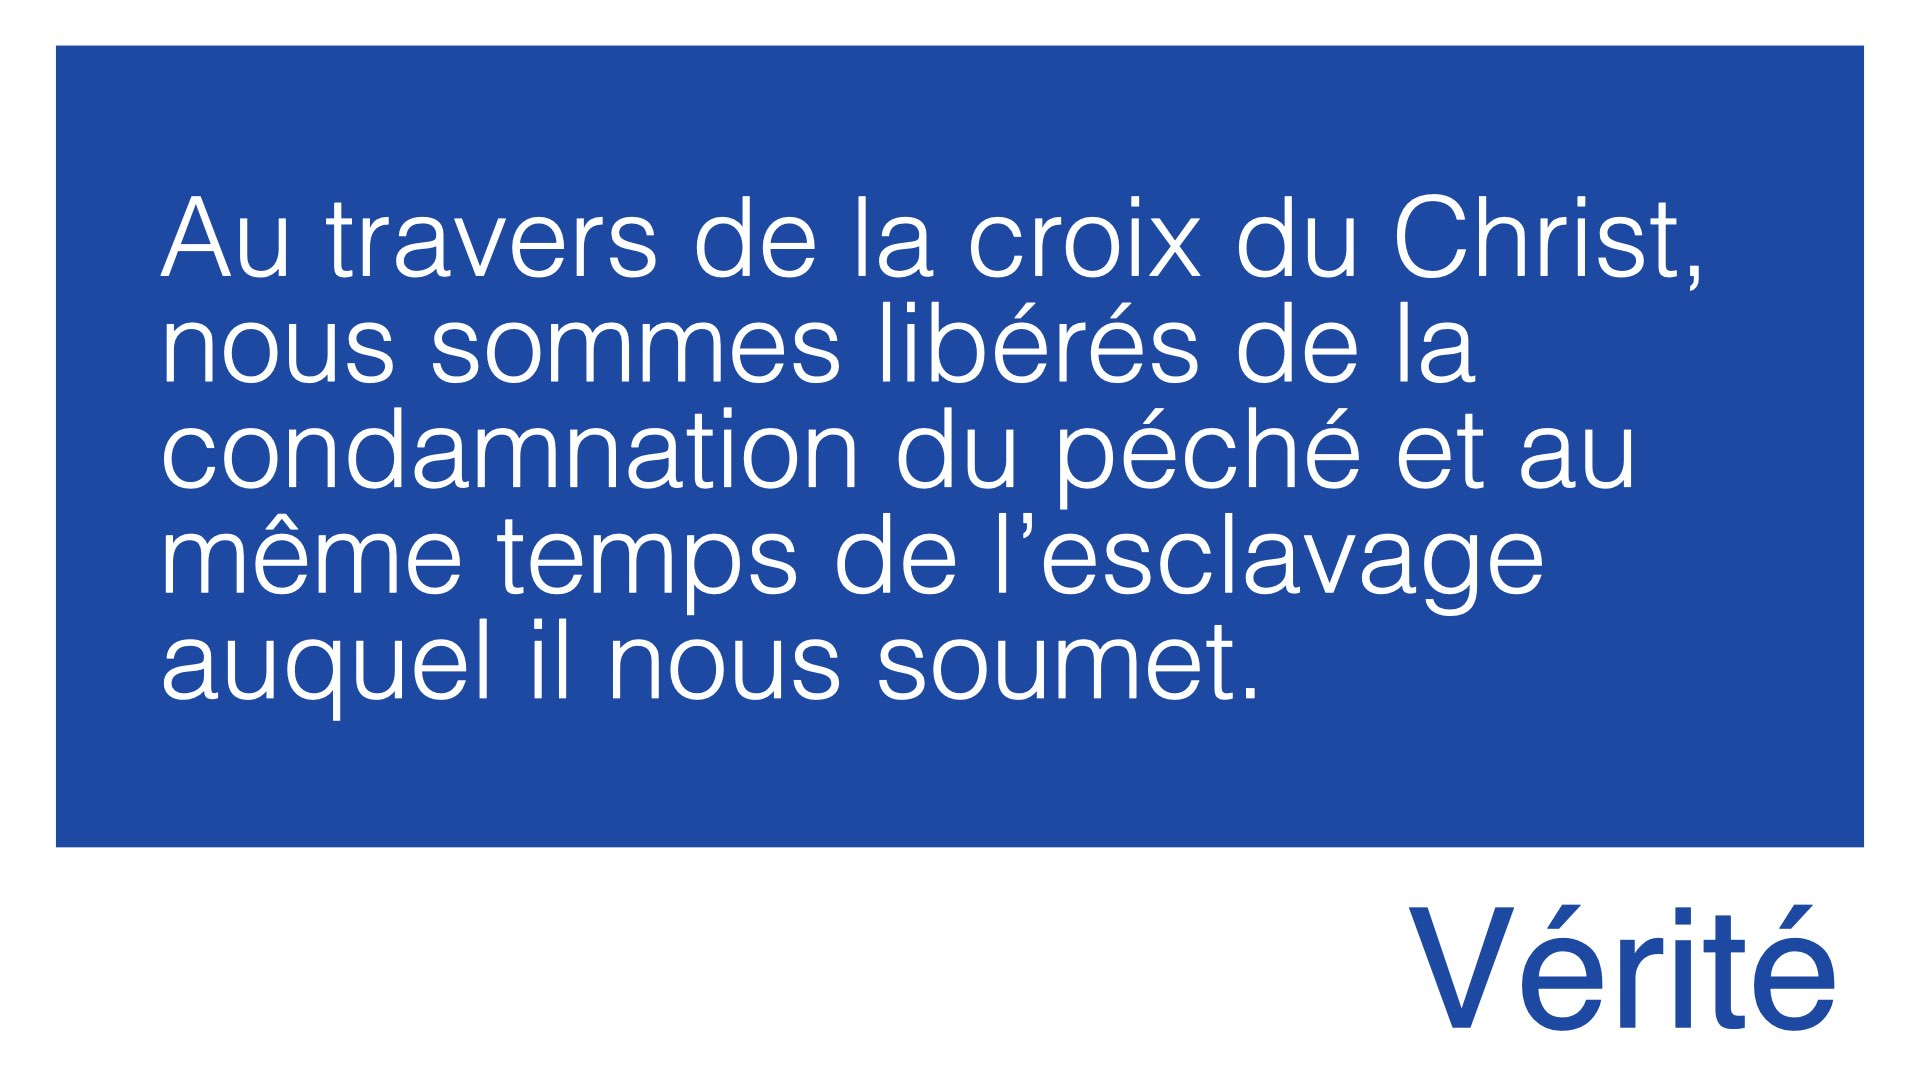 Au travers de la croix du Christ,
nous sommes libérés de la
condamnation du péché et au
même temps de l’esclavage
auquel il nous soumet.
Vérité